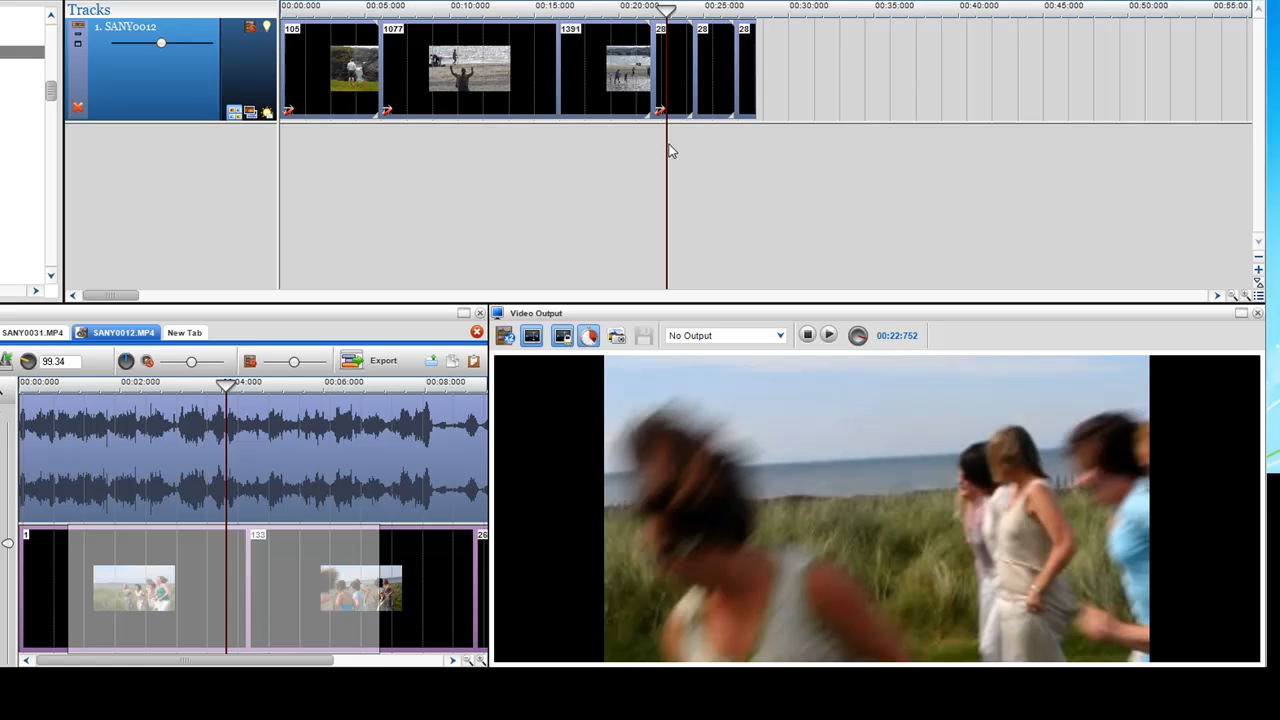 Tracks
00:00:000 00:05:000 00:10:000 00:15:000 00:20:000 00:25:000 00:30:000 00:35:000 00:40:000 00:45:000 00:50:000 00:55:00
1. SANY0012
105 1077 1391 28 28 28
Video Output
SANY0031.MP4 SANY0012.MP4 New Tab
99.34 Export
No Output 00:22:752
00:00:000 00:02:000 04:000 00:06:000 00:08:000
1 133 26